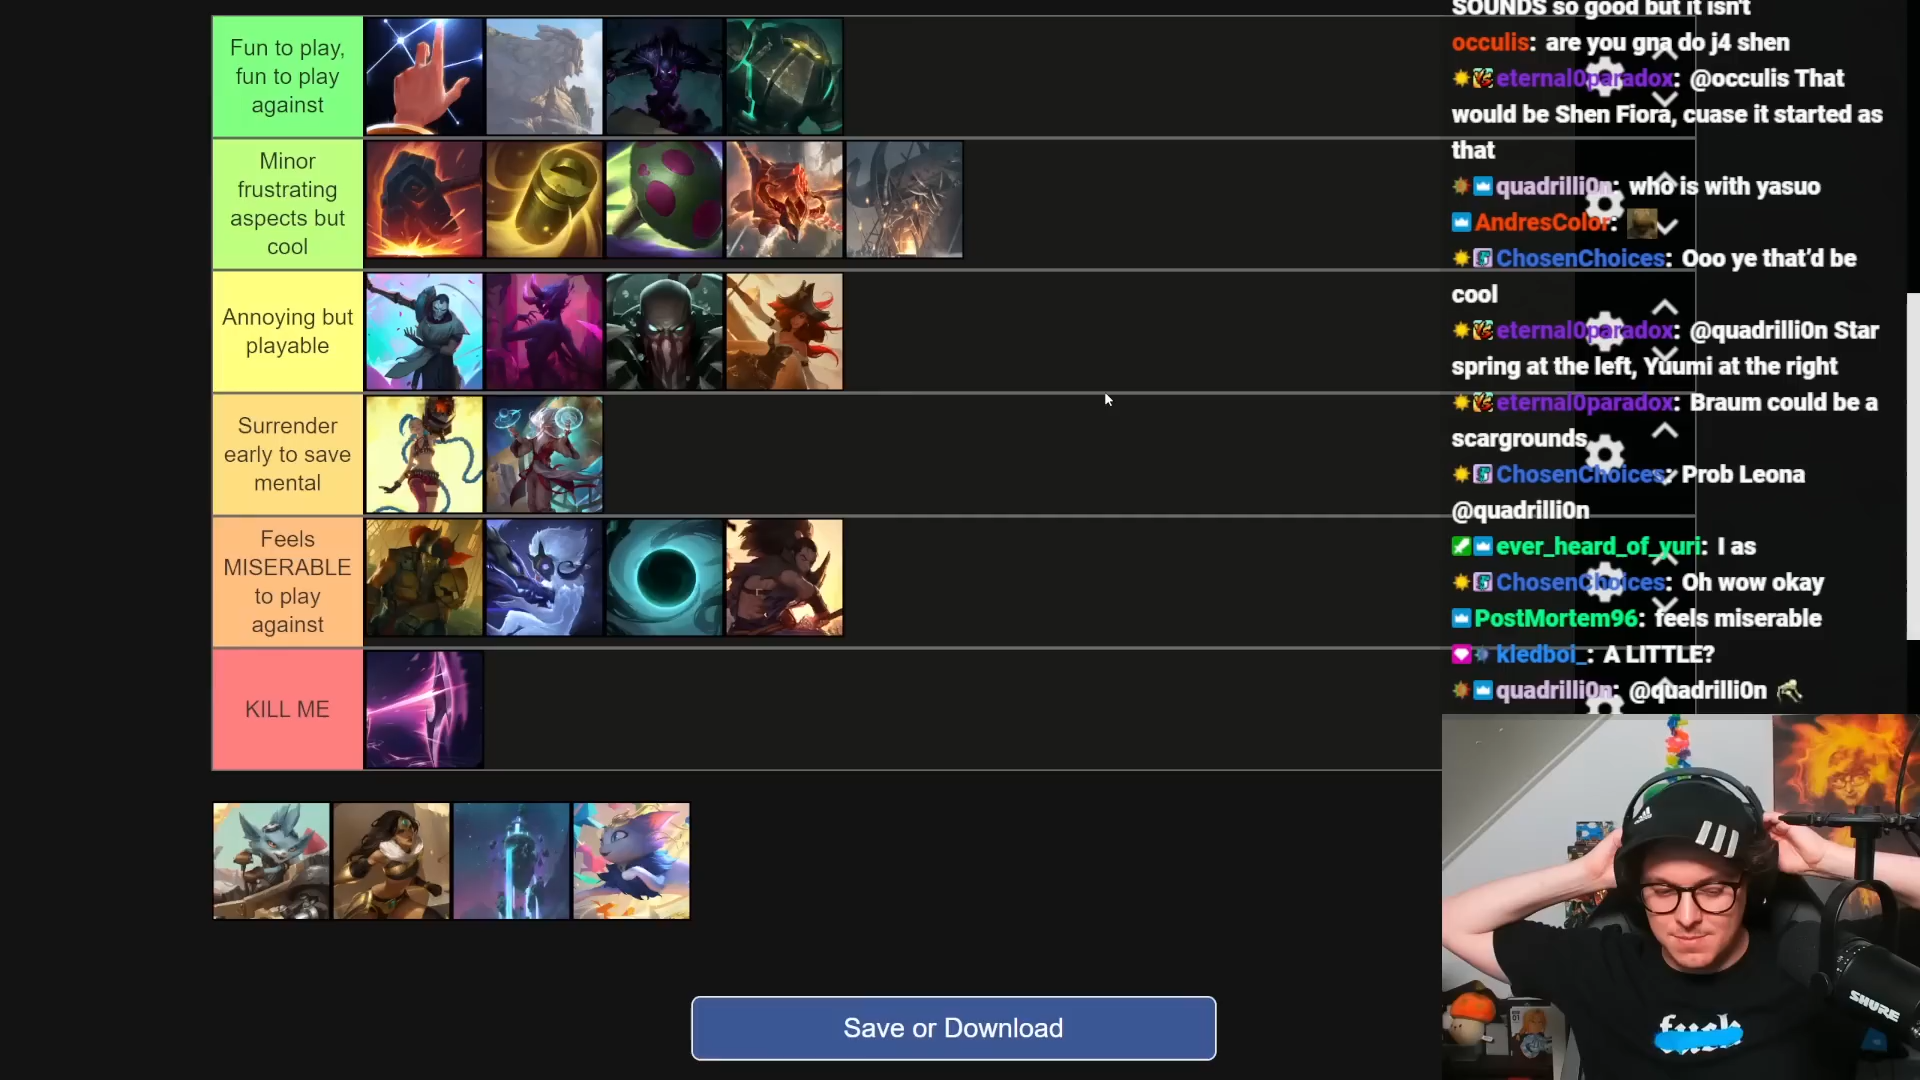 Fun to play,
fun to play
against
Minor
frustrating
aspects but
cool
Annoying but
playable
Surrender
early to save
mental
Feels
MISERABLE
to play
against
KILL ME
Save or Download
SOUNDS so good but it isn't
occulis: are you gna do j4 shen
eternal0paradox: @occulis That
would be Shen Fiora, cuase it started as
that
quadrilli0n: who is with yasuo
AndresColor:
ChosenChoices: Ooo ye that'd be
cool
eternal0paradox: @quadrilli0n Star
spring at the left, Yuumi at the right
eternal0paradox: Braum could be a
scargrounds
ChosenChoices: Prob Leona
@quadrilli0n
ever_heard_of_yuri: I as
ChosenChoices: Oh wow okay
PostMortem96: feels miserable
kledboi_: A LITTLE?
quadrilli0n: @quadrilli0n
SHURE